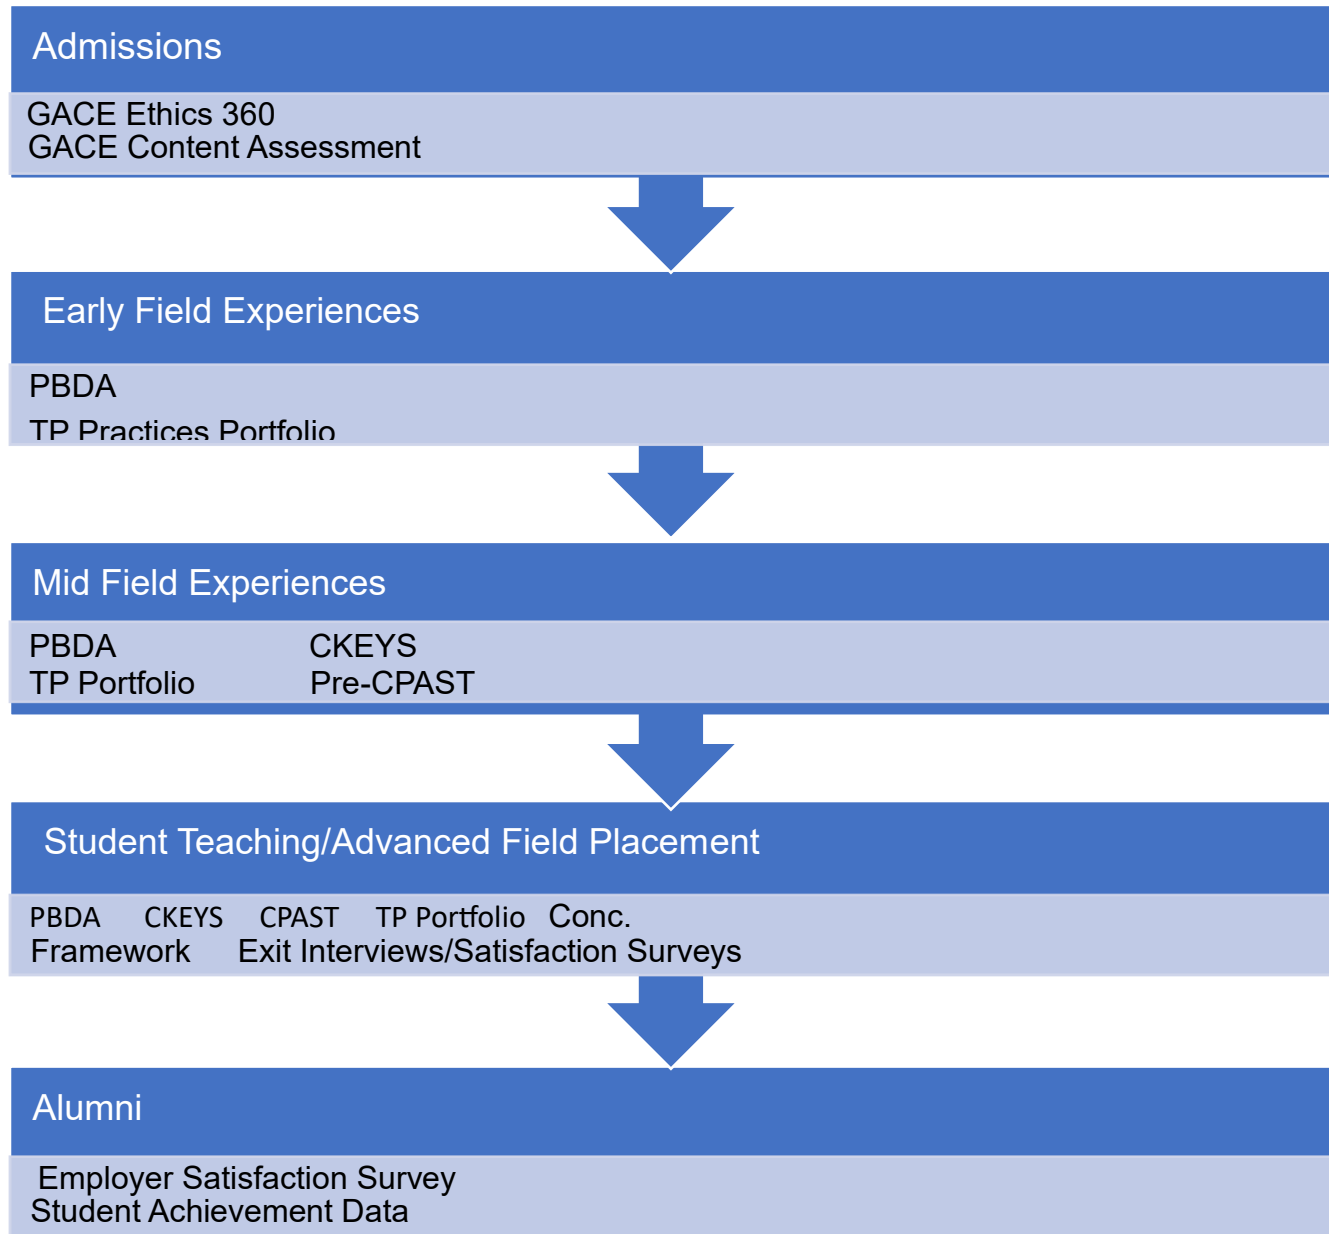 Admissions
GACE Ethics 360
GACE Content Assessment
Early Field Experiences
PBDA
TP Practices Portfolio
Mid Field Experiences
PBDA CKEYS
TP Portfolio Pre-CPAST
Student Teaching/Advanced Field Placement
PBDA CKEYS CPAST TP Portfolio Conc.
Framework Exit Interviews/Satisfaction Surveys
Alumni
Employer Satisfaction Survey
Student Achievement Data